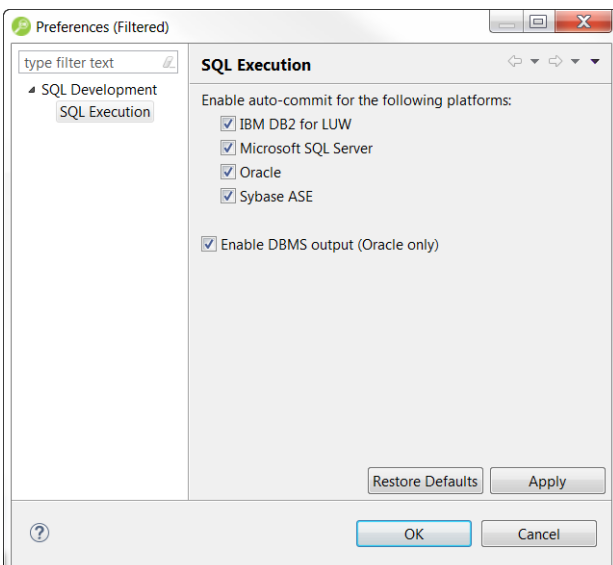 Preferences (Filtered)
type filter text
SQL Development
SQL Execution
SQL Execution
Enable auto-commit for the following platforms:
IBM DB2 for LUW
Microsoft SQL Server
Oracle
Sybase ASE
Enable DBMS output (Oracle only)
Restore Defaults
Apply
?
OK
Cancel